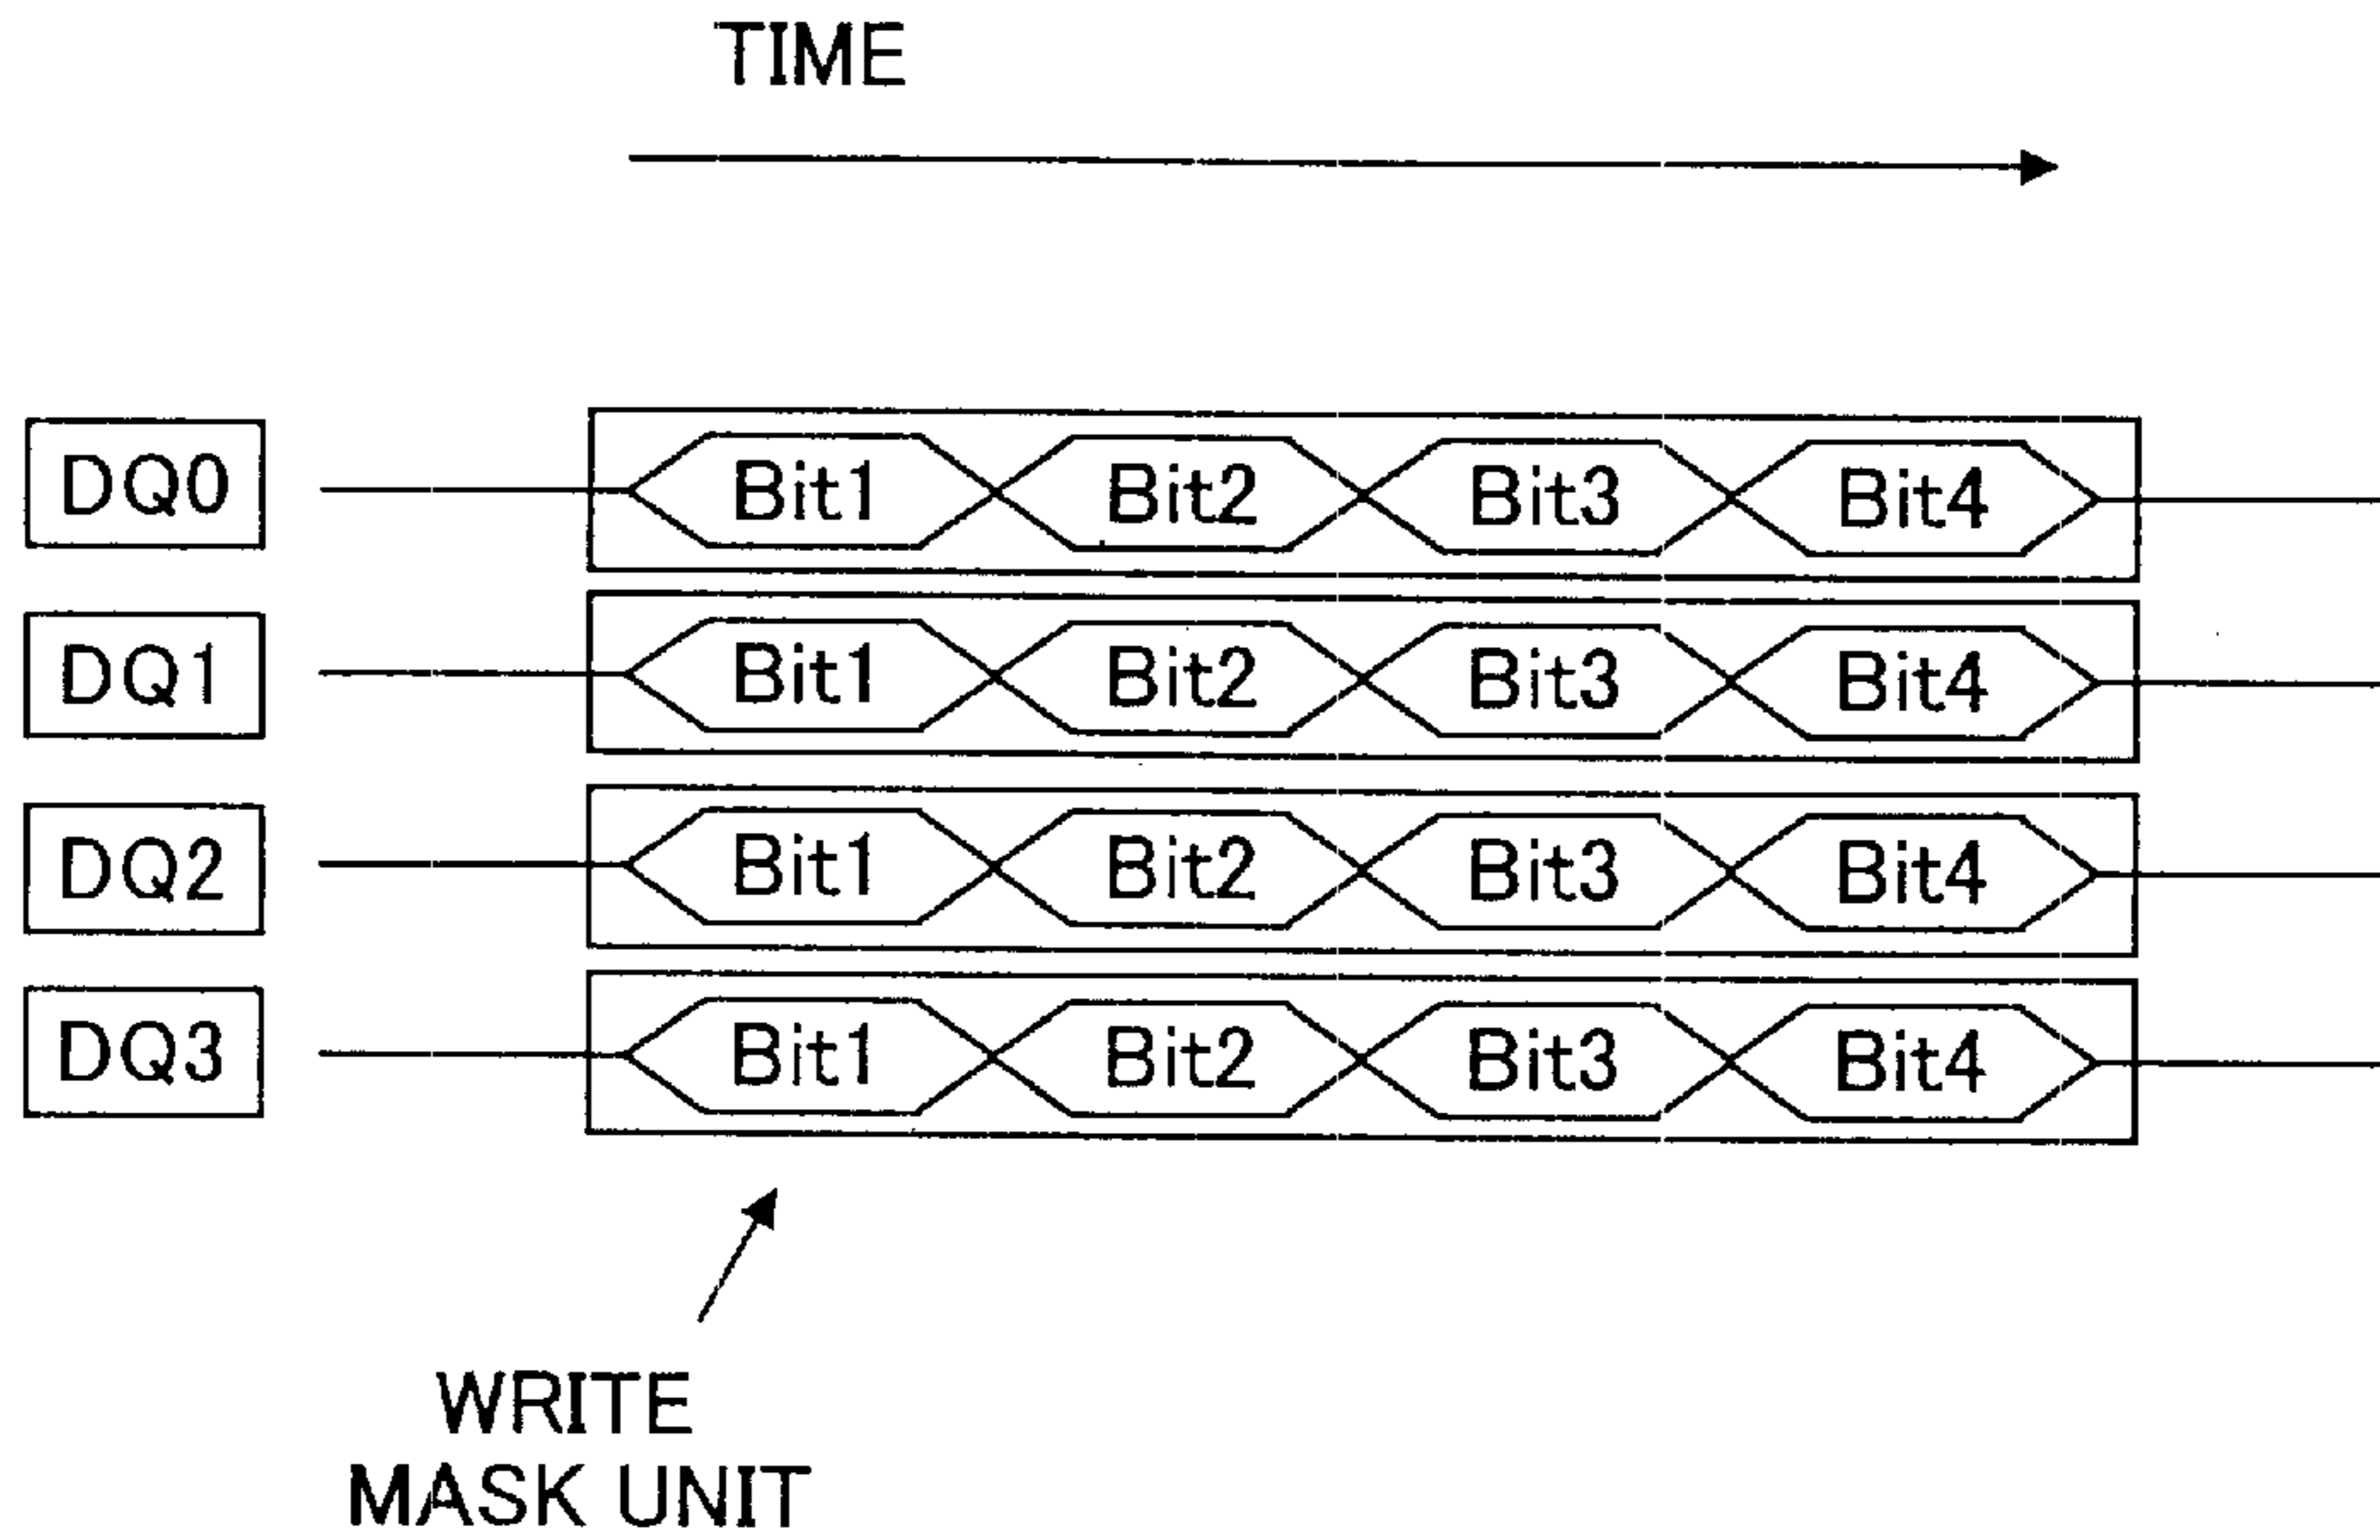 TIME
DQ0 Bit1 Bit2 Bit3 Bit4
DQ1 Bit1 Bit2 Bit3 Bit4
DQ2 Bit1 Bit2 Bit3 Bit4
DQ3 Bit1 Bit2 Bit3 Bit4
WRITE
MASK UNIT